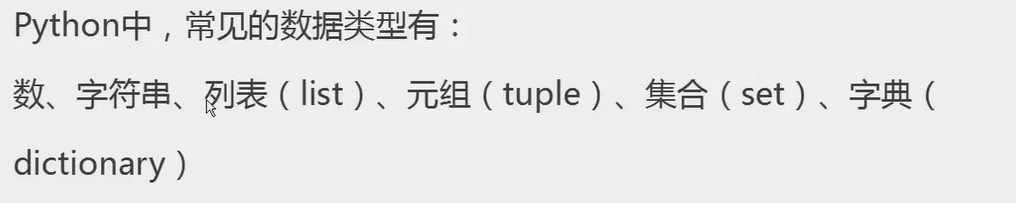 Python中，常见的数据类型有：
数、字符串、列表（list）、元组（tuple）、集合（set）、字典（
dictionary）